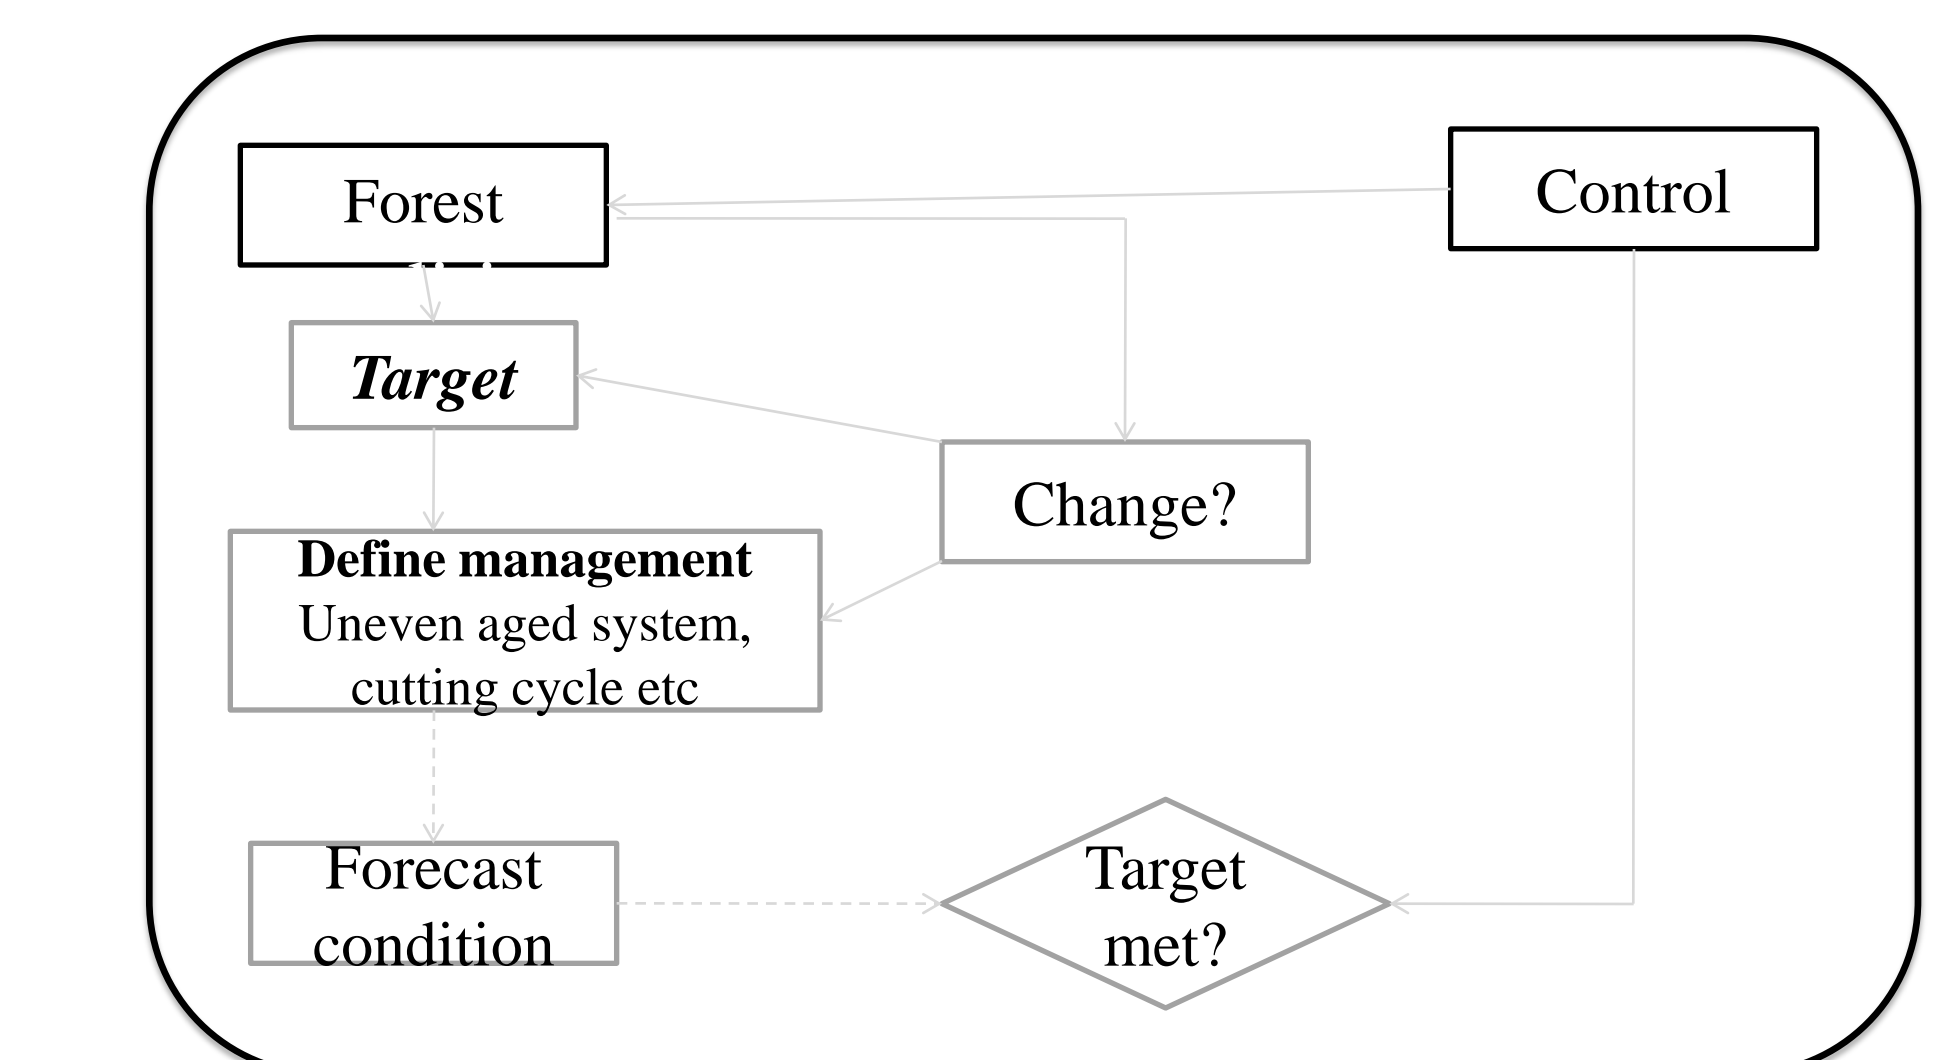 Forest
Control
Target
Change?
Define management
Uneven aged system,
cutting cycle etc
Forecast
condition
Target
met?